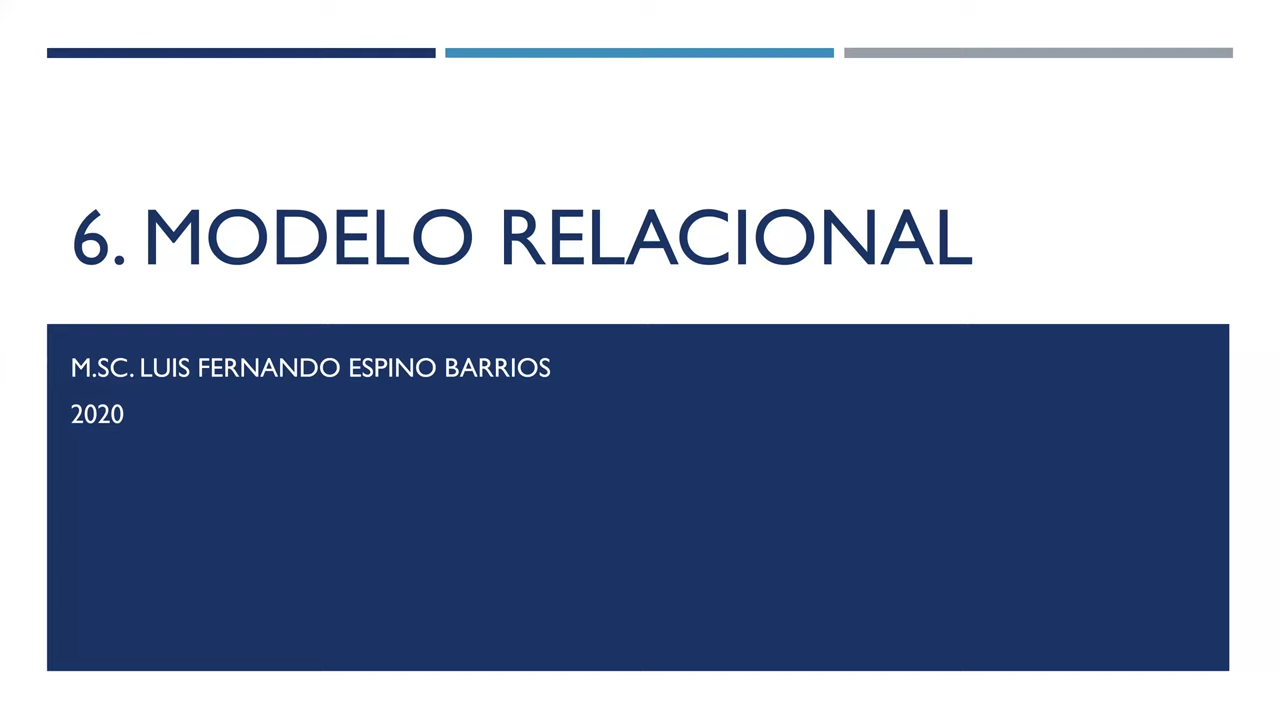 6. MODELO RELACIONAL
M.SC. LUIS FERNANDO ESPINO BARRIOS
2020